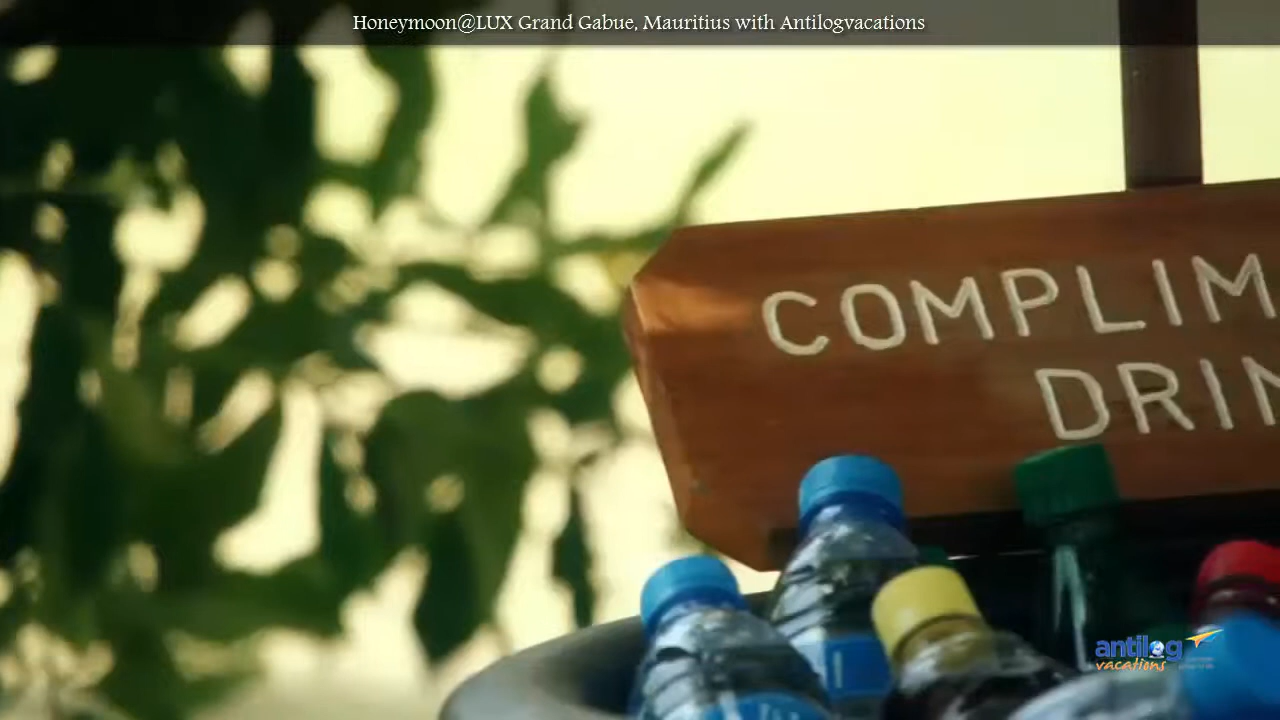 Honeymoon@LUX Grand Gabue, Mauritius with Antilogvacations
COMPLIM
DRIN
antilog
vacations